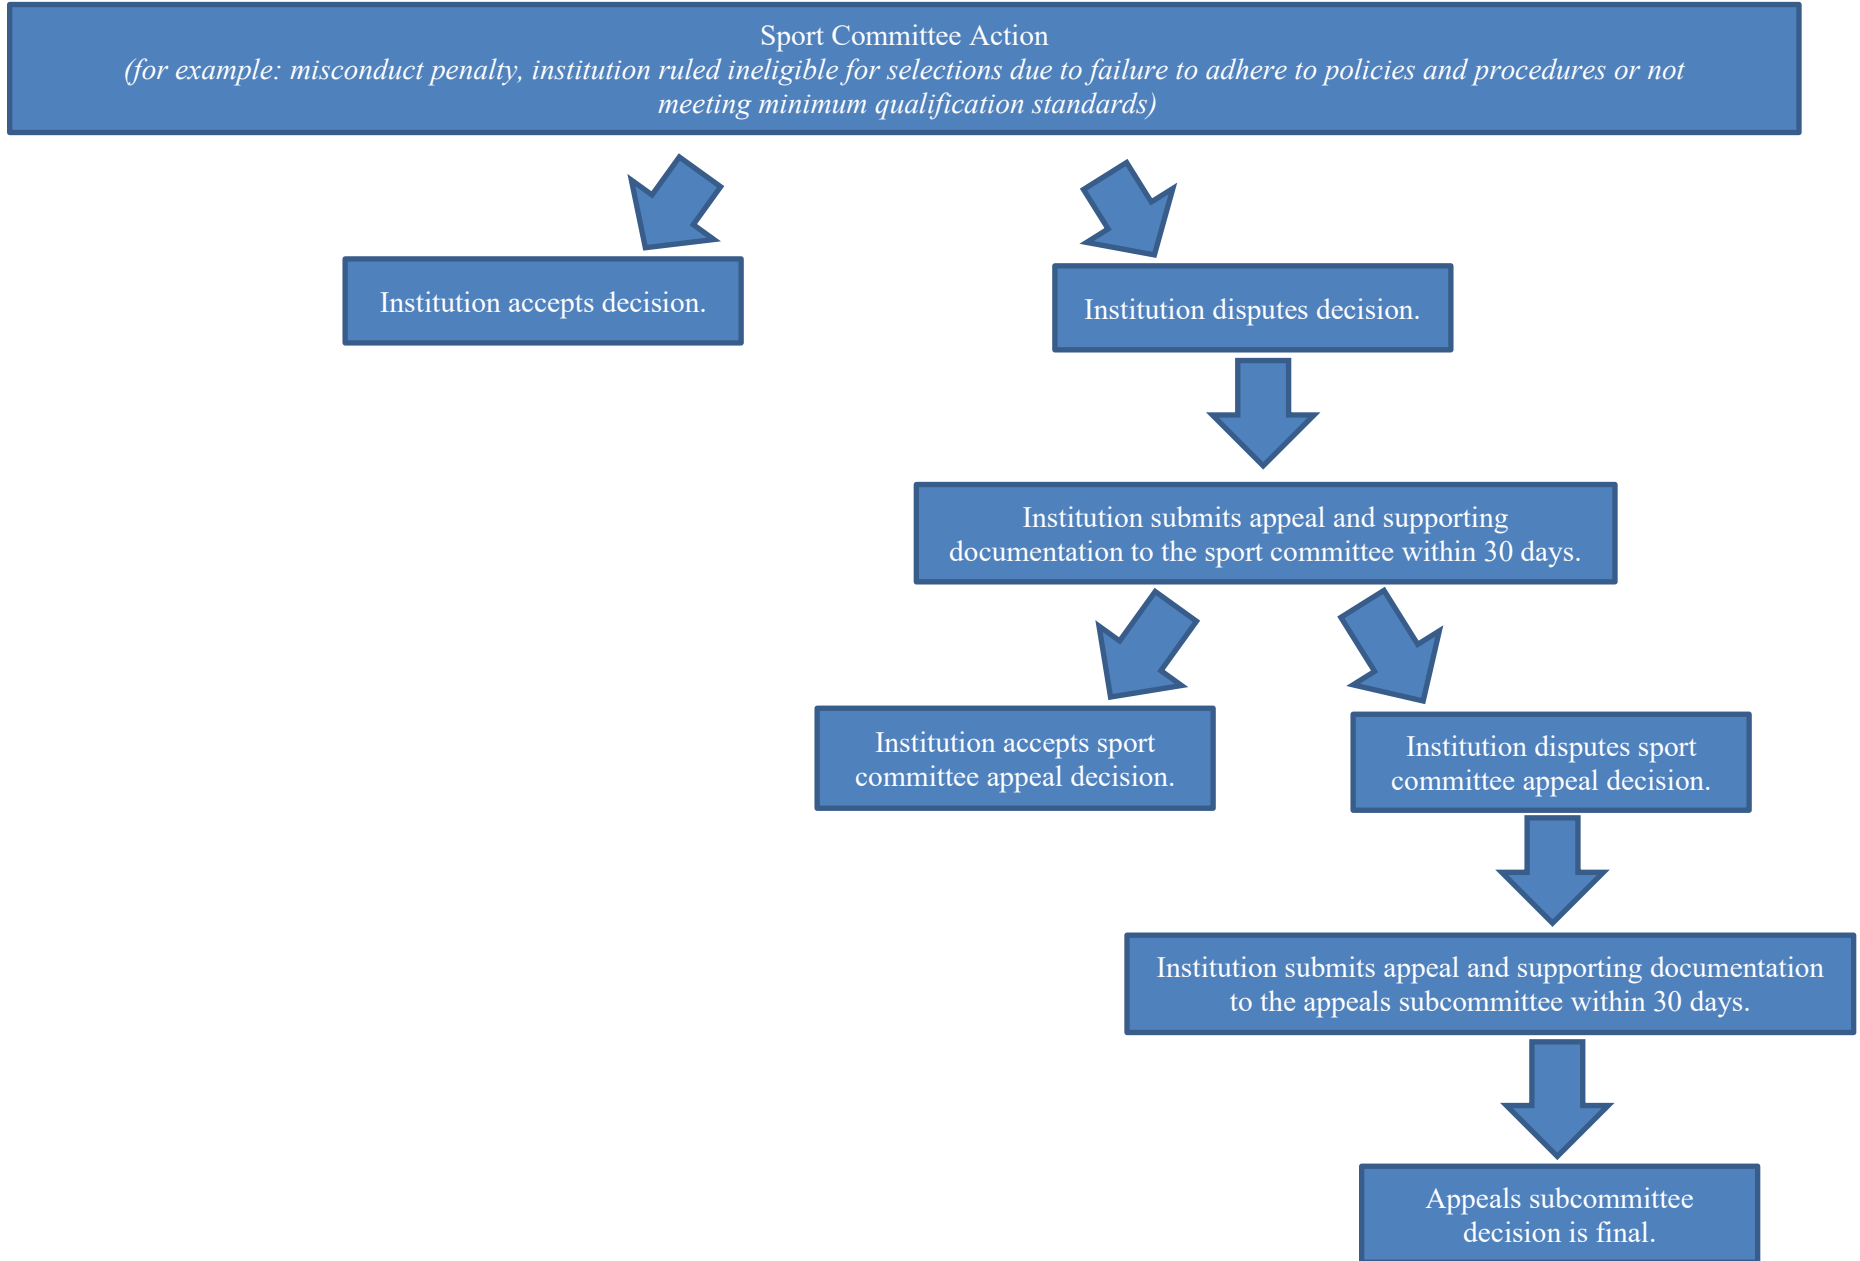 Sport Committee Action
(for example: misconduct penalty, institution ruled ineligible for selections due to failure to adhere to policies and procedures or not
meeting minimum qualification standards)
Institution accepts decision.
Institution disputes decision.
Institution submits appeal and supporting
documentation to the sport committee within 30 days.
Institution accepts sport
committee appeal decision.
Institution disputes sport
committee appeal decision.
Institution submits appeal and supporting documentation
to the appeals subcommittee within 30 days.
Appeals subcommittee
decision is final.